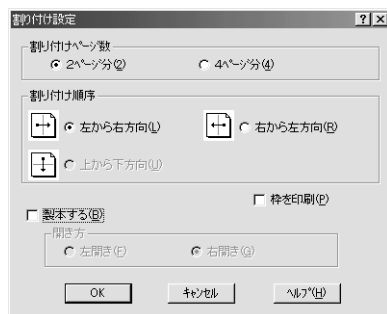 割り付け設定
割り付けページ数
2ページ分(2) 4ページ分(4)
割り付け順序
左から右方向(L) 右から左方向(R)
上から下方向(U)
枠を印刷(P)
製本する(B)
開き方
左開き(F) 右開き(G)
OK キャンセル ヘルプ(H)